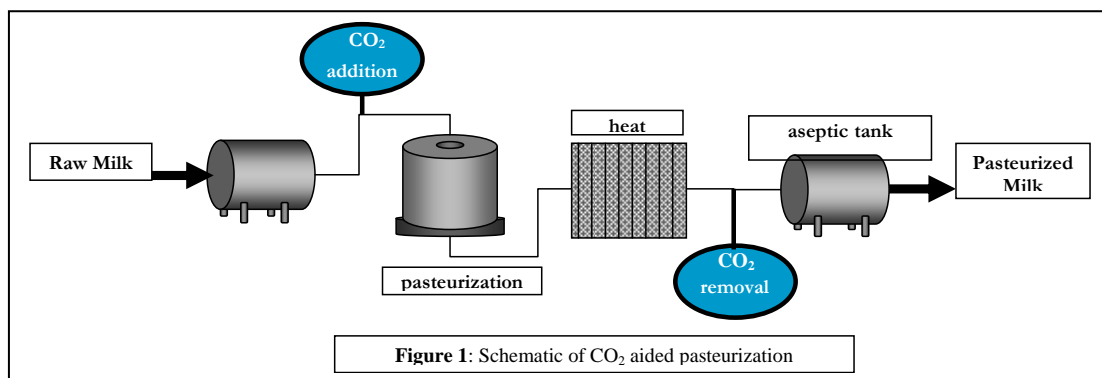 CO₂
addition
Raw Milk
heat
aseptic tank
Pasteurized
Milk
pasteurization
CO₂
removal
Figure 1: Schematic of CO₂ aided pasteurization